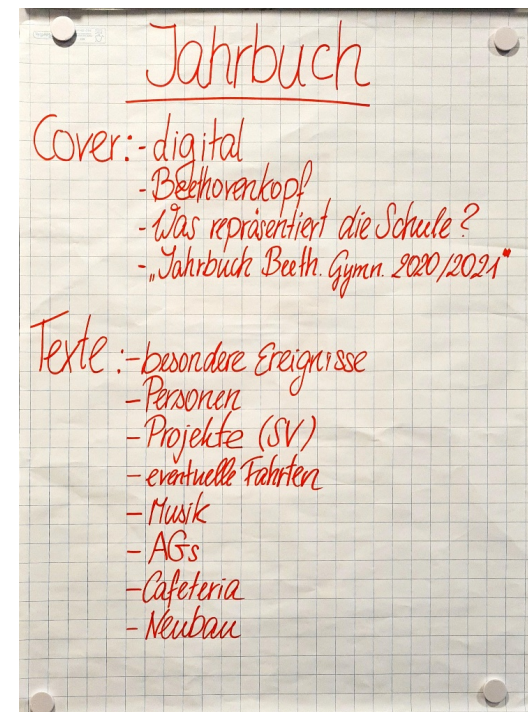 Jahrbuch
Cover: - digital
- Beethovenkopf
- Was repräsentiert die Schule?
- „Jahrbuch Beeth. Gymn. 2020/2021"
Texte: - besondere Ereignisse
- Personen
- Projekte (SV)
- eventuelle Fahrten
- Musik
- AGs
- Cafeteria
- Neubau